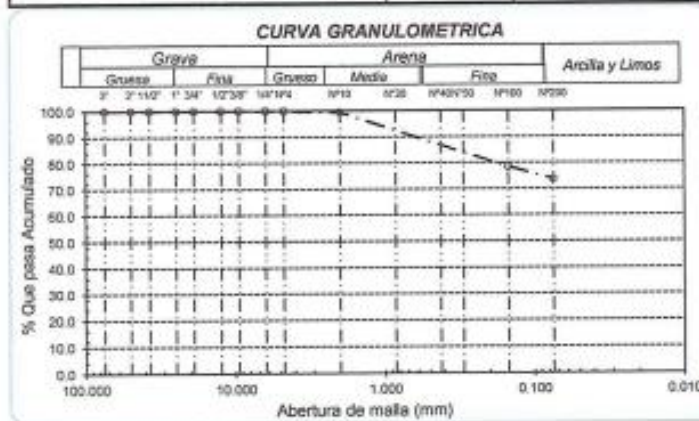 CURVA GRANULOMETRICA
Grava Arena Arcilla y Limos
Gruesa Fina Grueso Media Fina
3" 2" 1 1/2" 1" 3/4" 1/2" 3/8" 1/4" Nº4 Nº10 Nº20 Nº40 Nº50 Nº100 Nº200
100.0
90.0
80.0
70.0
60.0
50.0
40.0
30.0
20.0
10.0
0.0
% Que pasa Acumulado
100.000 10.000 1.000 0.100 0.010
Abertura de malla (mm)